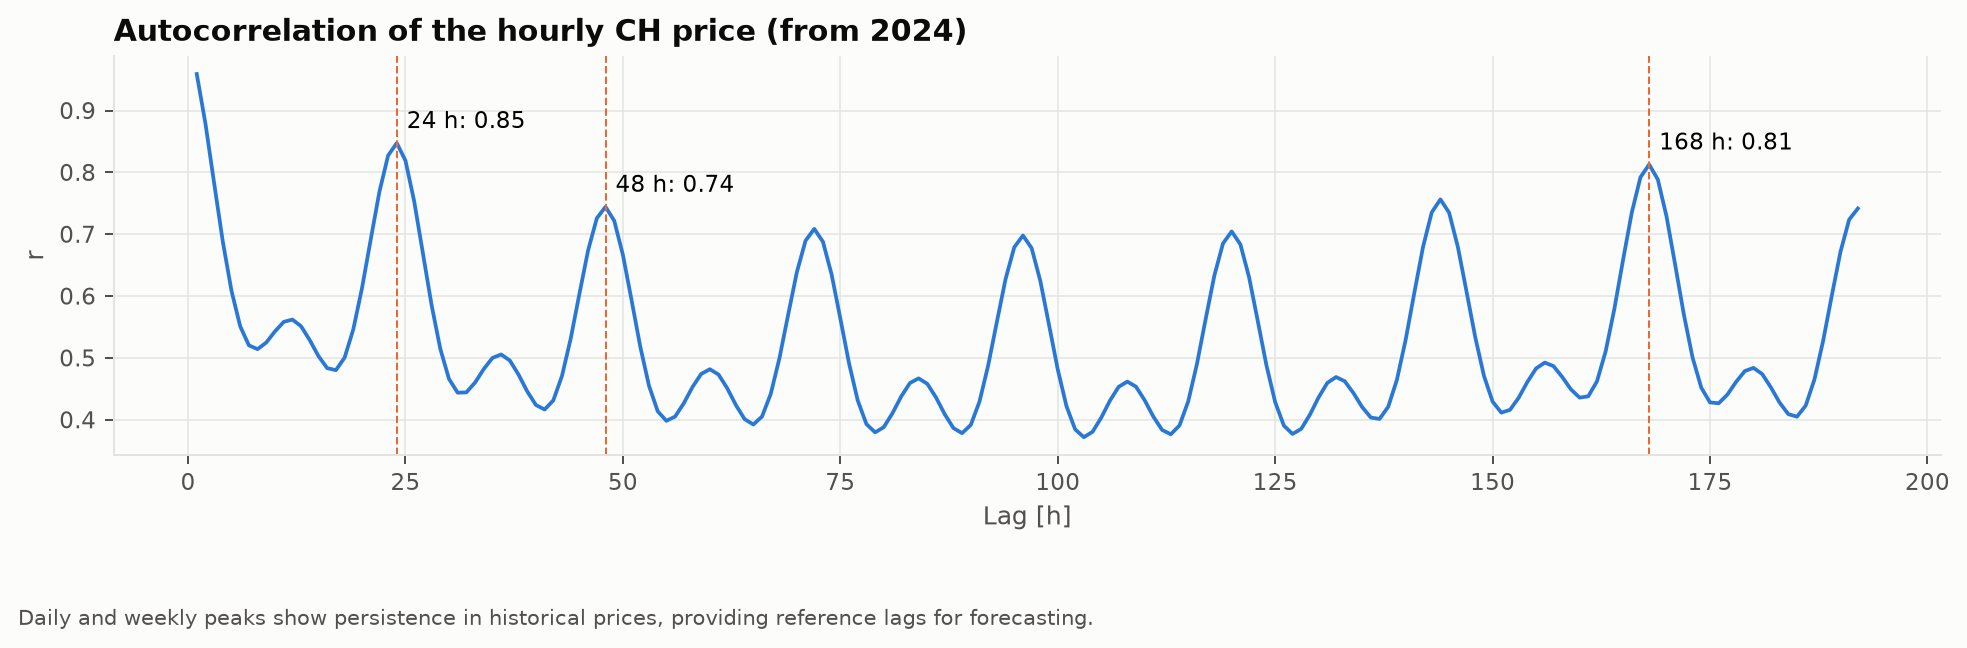 Autocorrelation of the hourly CH price (from 2024)
24 h: 0.85
48 h: 0.74
168 h: 0.81
r
0.9
0.8
0.7
0.6
0.5
0.4
0 25 50 75 100 125 150 175 200
Lag [h]
Daily and weekly peaks show persistence in historical prices, providing reference lags for forecasting.